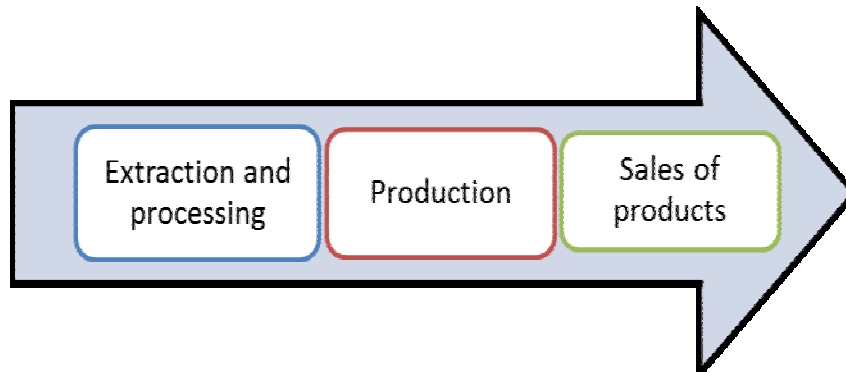 Extraction and
processing
Production
Sales of
products